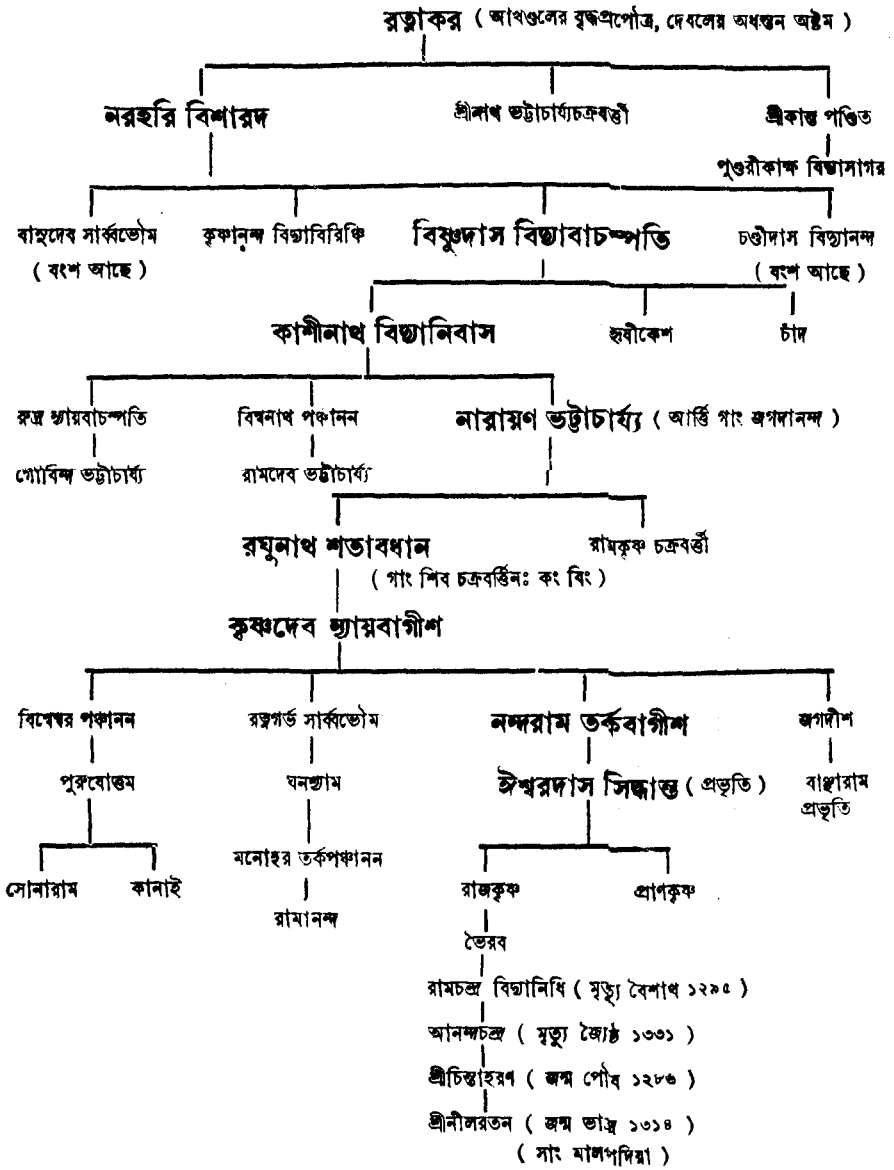 রত্নাকর ( আখণ্ডলের বৃদ্ধপ্রপৌত্র, দেবলের অধস্তন অষ্টম )
নরহরি বিশারদ শ্রীনাথ ভট্টাচার্য্যচক্রবর্ত্তী শ্রীকান্ত পণ্ডিত
পুণ্ডরীকাক্ষ বিদ্যাসাগর
বাসুদেব সার্ব্বভৌম কৃষ্ণানন্দ বিদ্যাবিরিঞ্চি বিষ্ণুদাস বিদ্যাবাচস্পতি চণ্ডীদাস বিদ্যানন্দ
( বংশ আছে ) ( বংশ আছে )
কাশীনাথ বিদ্যানিবাস হৃষীকেশ চাঁদ
রুদ্র ন্যায়বাচস্পতি বিশ্বনাথ পঞ্চানন নারায়ণ ভট্টাচার্য্য ( আর্ত্তি গাং জগদানন্দ )
গোবিন্দ ভট্টাচার্য্য রামদেব ভট্টাচার্য্য
রঘুনাথ শতাবধান রামকৃষ্ণ চক্রবর্ত্তী
( গাং শিব চক্রবর্ত্তিনঃ কং বিং )
কৃষ্ণদেব ন্যায়বাগীশ
বিশ্বেশ্বর পঞ্চানন রত্নগর্ভ সার্ব্বভৌম নন্দরাম তর্কবাগীশ জগদীশ
পুরুষোত্তম ঘনশ্যাম ঈশ্বরদাস সিদ্ধান্ত ( প্রভৃতি ) বাঞ্ছারাম
প্রভৃতি
মনোহর তর্কপঞ্চানন
সোনারাম কানাই রামানন্দ রাজকৃষ্ণ প্রাণকৃষ্ণ
ভৈরব
রামচন্দ্র বিদ্যানিধি ( মৃত্যু বৈশাখ ১২৯৫ )
আনন্দচন্দ্র ( মৃত্যু জ্যৈষ্ঠ ১৩৩১ )
শ্রীচিন্তাহরণ ( জন্ম পৌষ ১২৮৬ )
শ্রীনীলরতন ( জন্ম ভাদ্র ১৩১৪ )
( সাং মালপদিয়া )